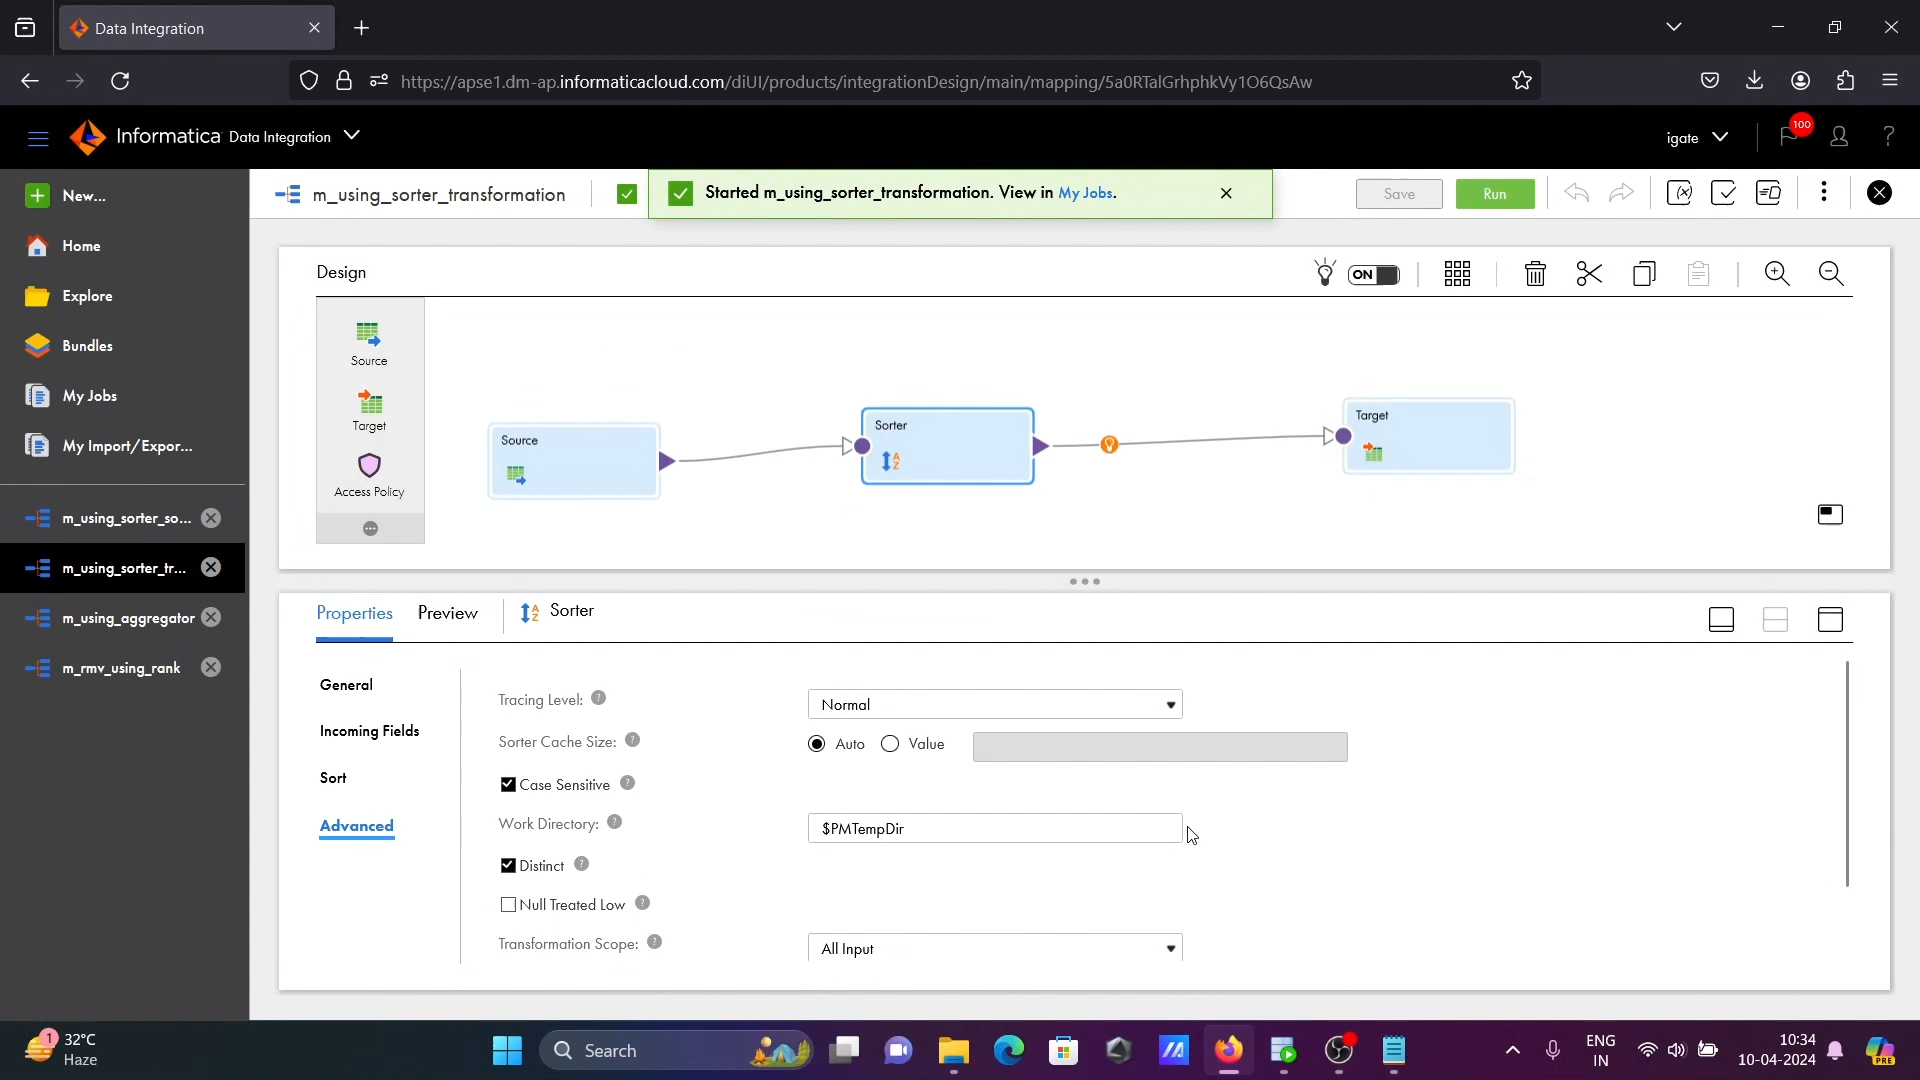 Data Integration
https://apse1.dm-ap.informaticacloud.com/diUI/products/integrationDesign/main/mapping/5a0RTalGrhphkVy1O6QsAw
Informatica Data Integration
igate
100
?
New...
Home
Explore
Bundles
My Jobs
My Import/Expor...
m_using_sorter_so...
m_using_sorter_tr...
m_using_aggregator
m_rmv_using_rank
m_using_sorter_transformation
Started m_using_sorter_transformation. View in My Jobs.
Save
Run
Design
ON
Source
Target
Access Policy
Source
Sorter
Target
Properties
Preview
Sorter
General
Incoming Fields
Sort
Advanced
Tracing Level: ?
Normal
Sorter Cache Size: ?
Auto
Value
Case Sensitive ?
Work Directory: ?
$PMTempDir
Distinct ?
Null Treated Low ?
Transformation Scope: ?
All Input
1
32°C
Haze
Search
ENG
IN
10:34
10-04-2024
PRE